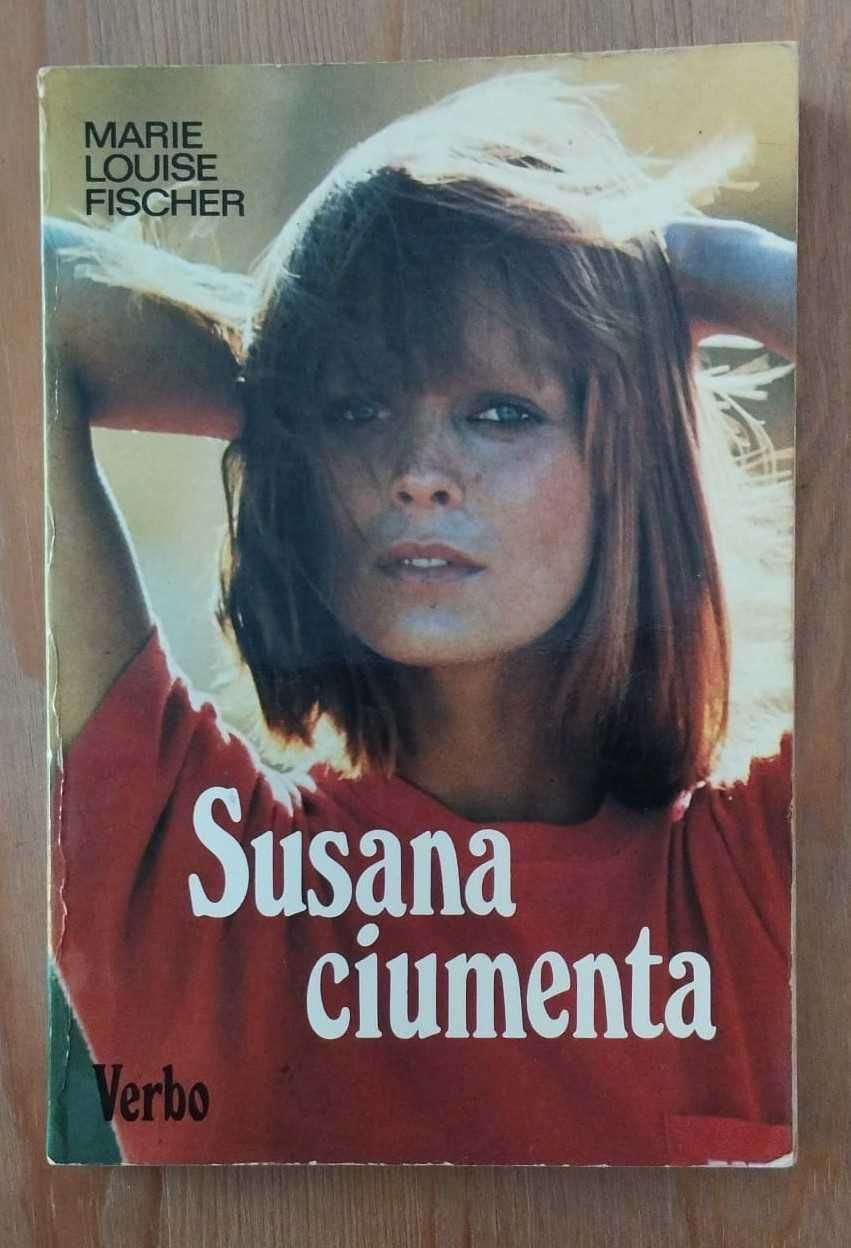 MARIE
LOUISE
FISCHER
Susana
ciumenta
Verbo